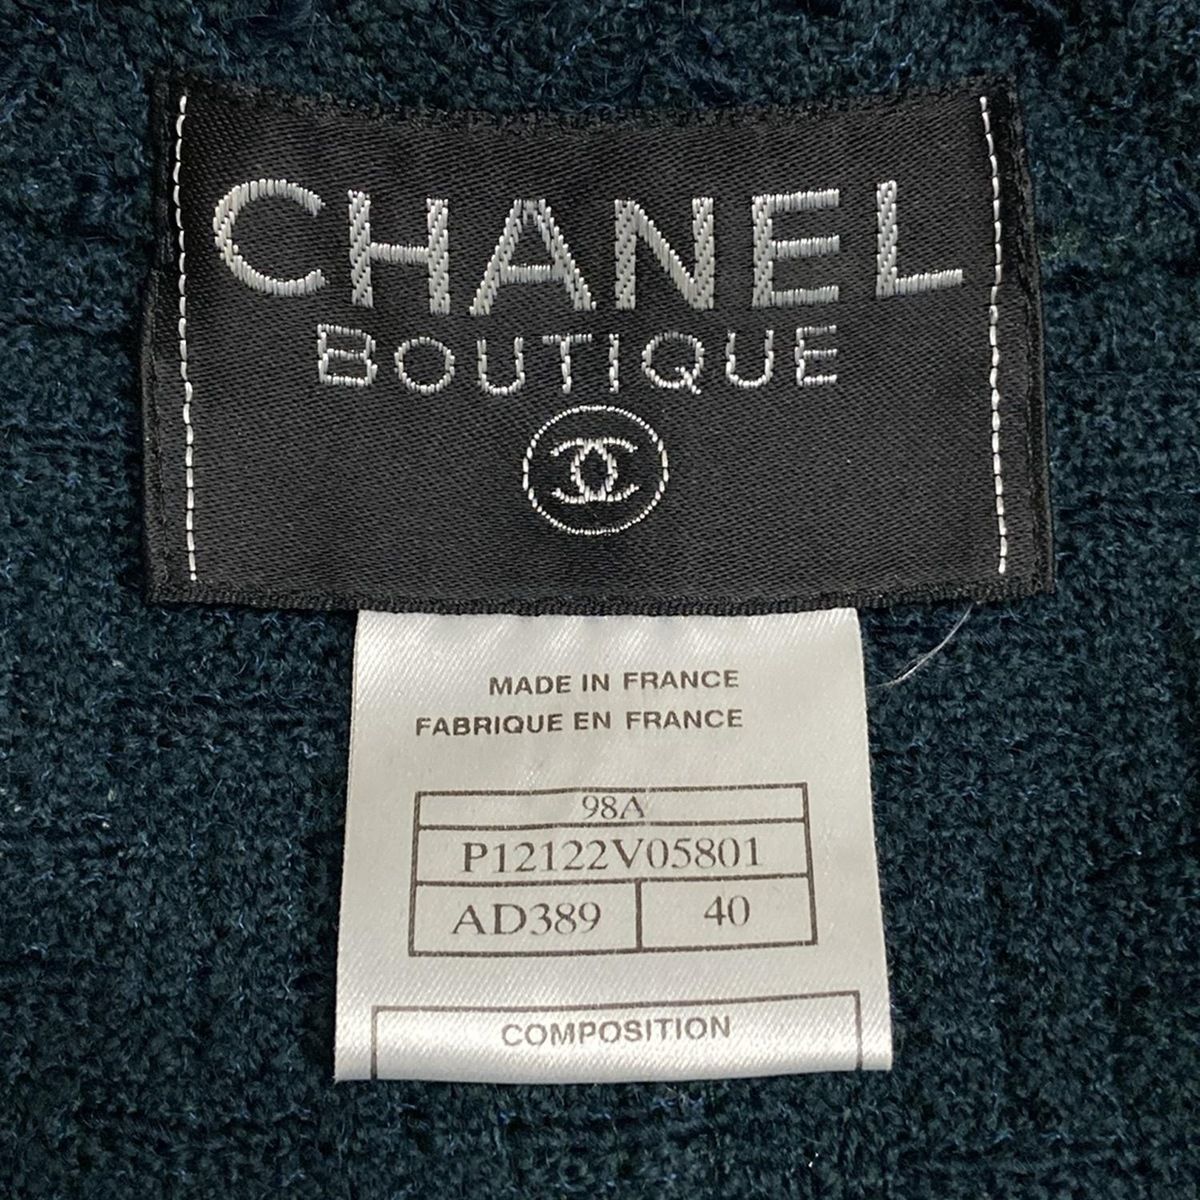 CHANEL
BOUTIQUE
MADE IN FRANCE
FABRIQUE EN FRANCE
98A
P12122V05801
AD389 40
COMPOSITION